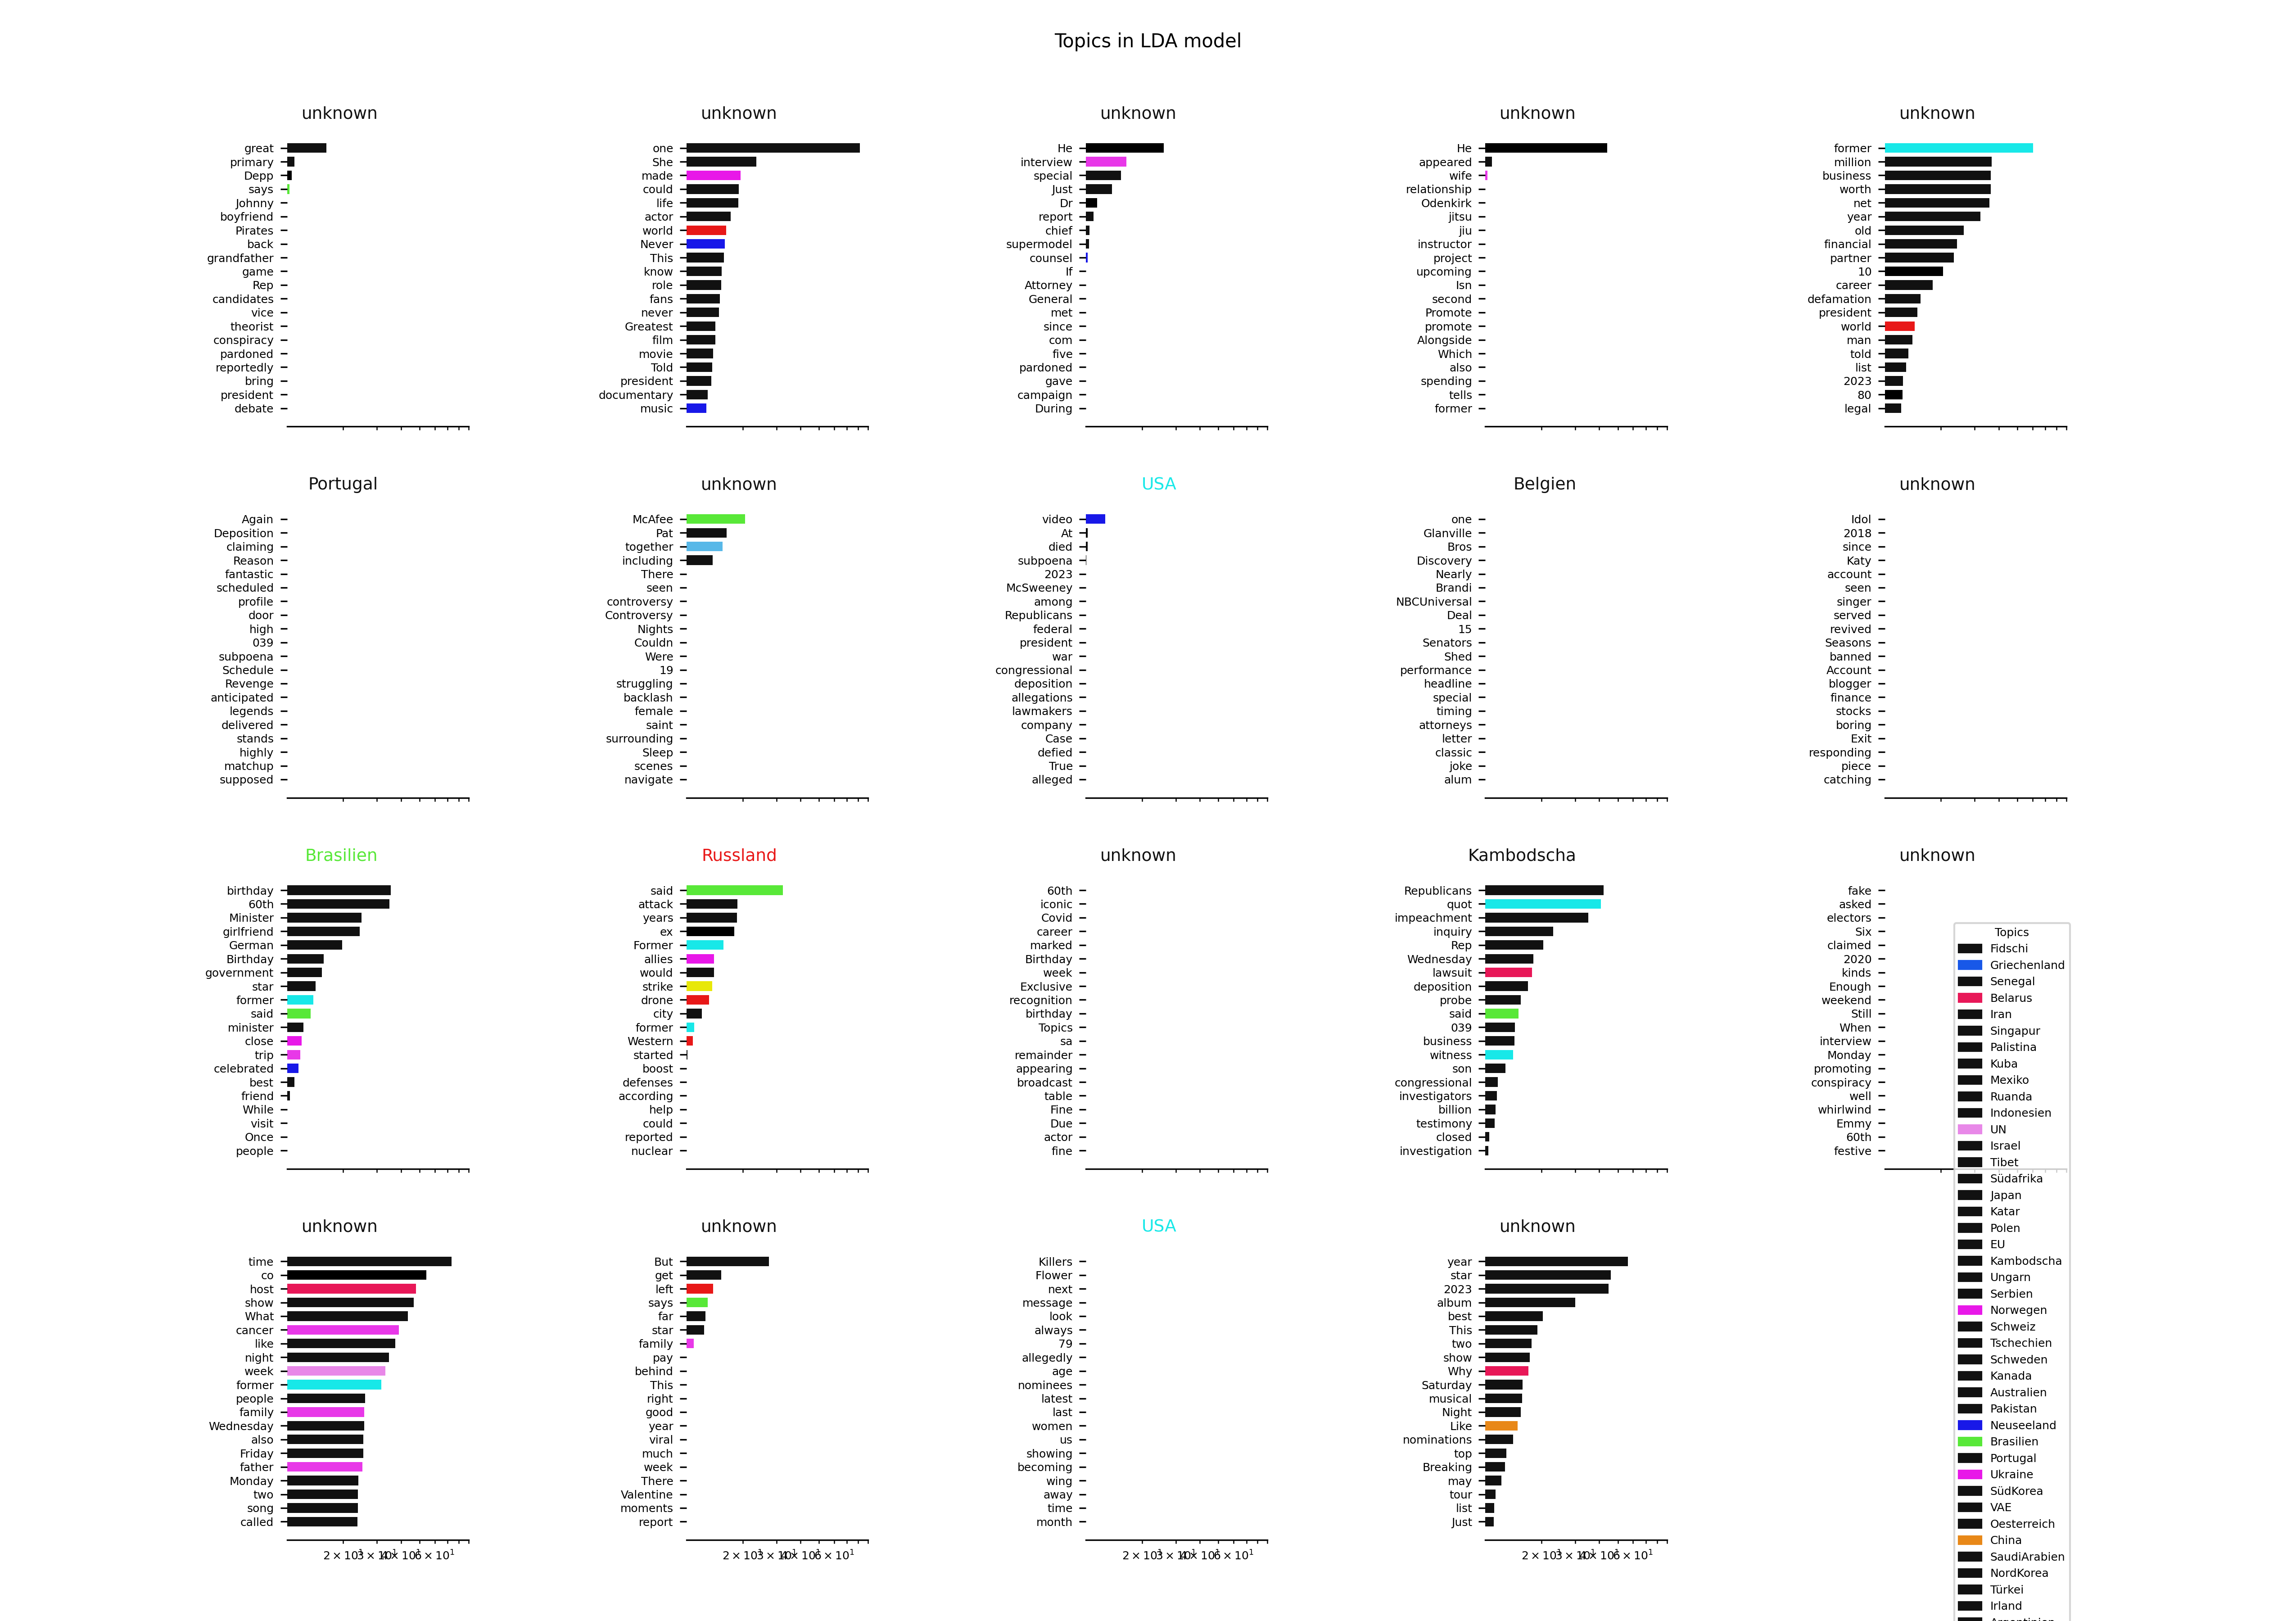 Topics in LDA model
unknown
great
primary
Depp
says
Johnny
boyfriend
Pirates
back
grandfather
game
Rep
candidates
vice
theorist
conspiracy
pardoned
reportedly
bring
president
debate
unknown
one
She
made
could
life
actor
world
Never
This
know
role
fans
never
Greatest
film
movie
Told
president
documentary
music
unknown
He
interview
special
Just
Dr
report
chief
supermodel
counsel
If
Attorney
General
met
since
com
five
pardoned
gave
campaign
During
unknown
He
appeared
wife
relationship
Odenkirk
jitsu
jiu
instructor
project
upcoming
Isn
second
Promote
promote
Alongside
Which
also
spending
tells
former
unknown
former
million
business
worth
net
year
old
financial
partner
10
career
defamation
president
world
man
told
list
2023
80
legal
Portugal
Again
Deposition
claiming
Reason
fantastic
scheduled
profile
door
high
039
subpoena
Schedule
Revenge
anticipated
legends
delivered
stands
highly
matchup
supposed
unknown
McAfee
Pat
together
including
There
seen
controversy
Controversy
Nights
Couldn
Were
19
struggling
backlash
female
saint
surrounding
Sleep
scenes
navigate
USA
video
At
died
subpoena
2023
McSweeney
among
Republicans
federal
president
war
congressional
deposition
allegations
lawmakers
company
Case
defied
True
alleged
Belgien
one
Glanville
Bros
Discovery
Nearly
Brandi
NBCUniversal
Deal
15
Senators
Shed
performance
headline
special
timing
attorneys
letter
classic
joke
alum
unknown
Idol
2018
since
Katy
account
seen
singer
served
revived
Seasons
banned
Account
blogger
finance
stocks
boring
Exit
responding
piece
catching
Brasilien
birthday
60th
Minister
girlfriend
German
Birthday
government
star
former
said
minister
close
trip
celebrated
best
friend
While
visit
Once
people
Russland
said
attack
years
ex
Former
allies
would
strike
drone
city
former
Western
started
boost
defenses
according
help
could
reported
nuclear
unknown
60th
iconic
Covid
career
marked
Birthday
week
Exclusive
recognition
birthday
Topics
sa
remainder
appearing
broadcast
table
Fine
Due
actor
fine
Kambodscha
Republicans
quot
impeachment
inquiry
Rep
Wednesday
lawsuit
deposition
probe
said
039
business
witness
son
congressional
investigators
billion
testimony
closed
investigation
unknown
fake
asked
electors
Six
claimed
2020
kinds
Enough
weekend
Still
When
interview
Monday
promoting
conspiracy
well
whirlwind
Emmy
60th
festive
unknown
time
co
host
show
What
cancer
like
night
week
former
people
family
Wednesday
also
Friday
father
Monday
two
song
called
unknown
But
get
left
says
far
star
family
pay
behind
This
right
good
year
viral
much
week
There
Valentine
moments
report
USA
Killers
Flower
next
message
look
always
79
allegedly
age
nominees
latest
last
women
us
showing
becoming
wing
away
time
month
unknown
year
star
2023
album
best
This
two
show
Why
Saturday
musical
Night
Like
nominations
top
Breaking
may
tour
list
Just
Topics
Fidschi
Griechenland
Senegal
Belarus
Iran
Singapur
Palistina
Kuba
Mexiko
Ruanda
Indonesien
UN
Israel
Tibet
Südafrika
Japan
Katar
Polen
EU
Kambodscha
Ungarn
Serbien
Norwegen
Schweiz
Tschechien
Schweden
Kanada
Australien
Pakistan
Neuseeland
Brasilien
Portugal
Ukraine
SüdKorea
VAE
Oesterreich
China
SaudiArabien
NordKorea
Türkei
Irland